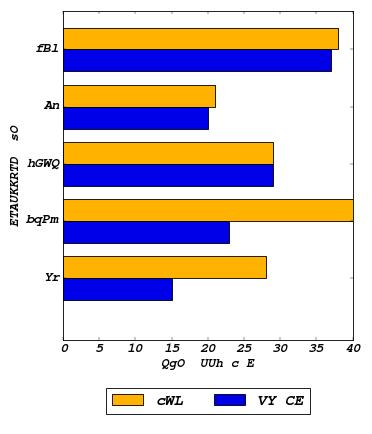 fBl
An
hGWQ
bqPm
Yr
ETAUKKRTD sO
0 5 10 15 20 25 30 35 40
QgO UUh c E
cWL VY CE